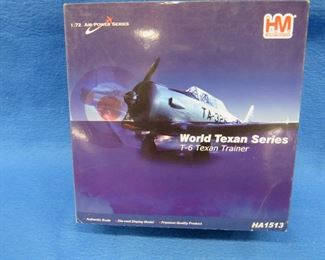 1:72 AIR POWER SERIES
HM
TA-32
World Texan Series
T-6 Texan Trainer
· Authentic Scale · Die-cast Display Model · Premium Quality Product
HA1513